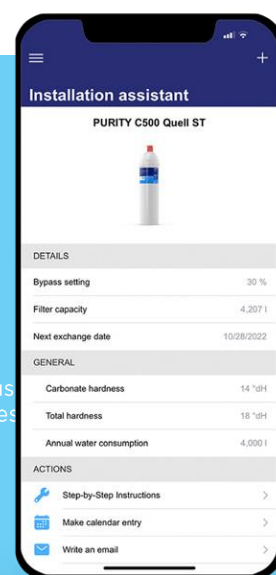 Installation assistant
PURITY C500 Quell ST
DETAILS
Bypass setting 30 %
Filter capacity 4,207 l
Next exchange date 10/28/2022
GENERAL
Carbonate hardness 14 °dH
Total hardness 18 °dH
Annual water consumption 4,000 l
ACTIONS
Step-by-Step Instructions
Make calendar entry
Write an email